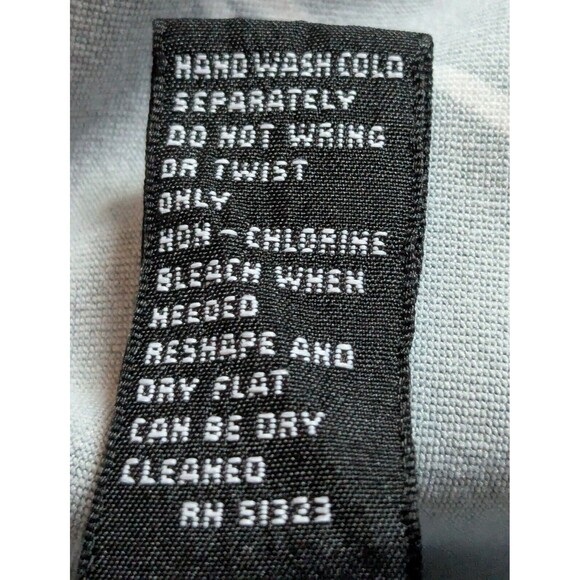 HAND WASH COLD
SEPARATELY
DO NOT WRING
OR TWIST
ONLY
NON - CHLORINE
BLEACH WHEN
NEEDED
RESHAPE AND
DRY FLAT
CAN BE DRY
CLEANED
RN 51323